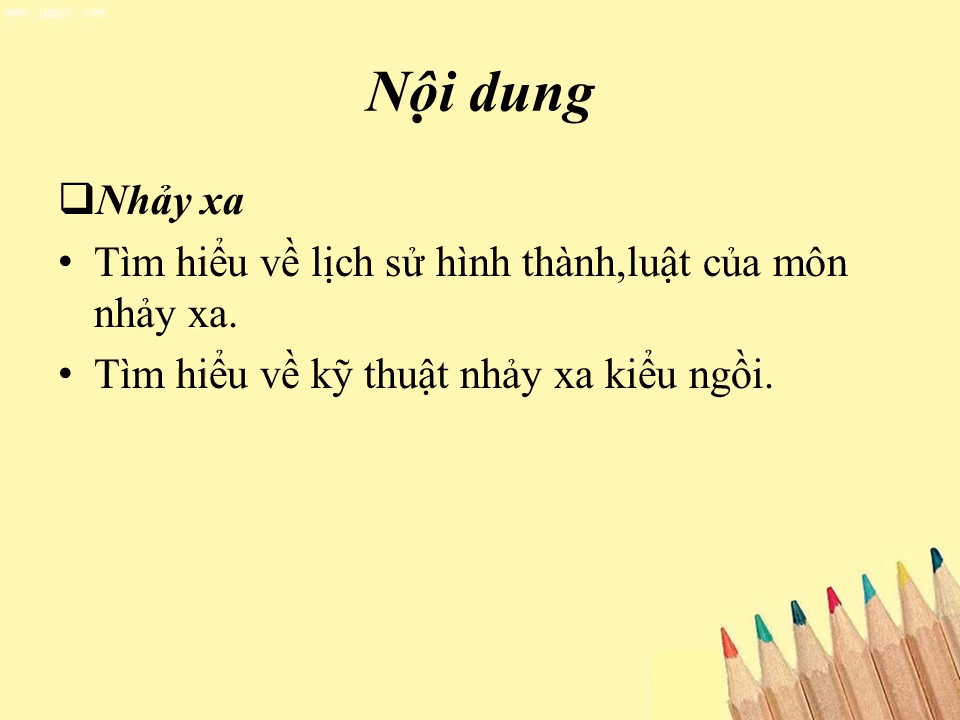 Nội dung
❑Nhảy xa
• Tìm hiểu về lịch sử hình thành,luật của môn
nhảy xa.
• Tìm hiểu về kỹ thuật nhảy xa kiểu ngồi.